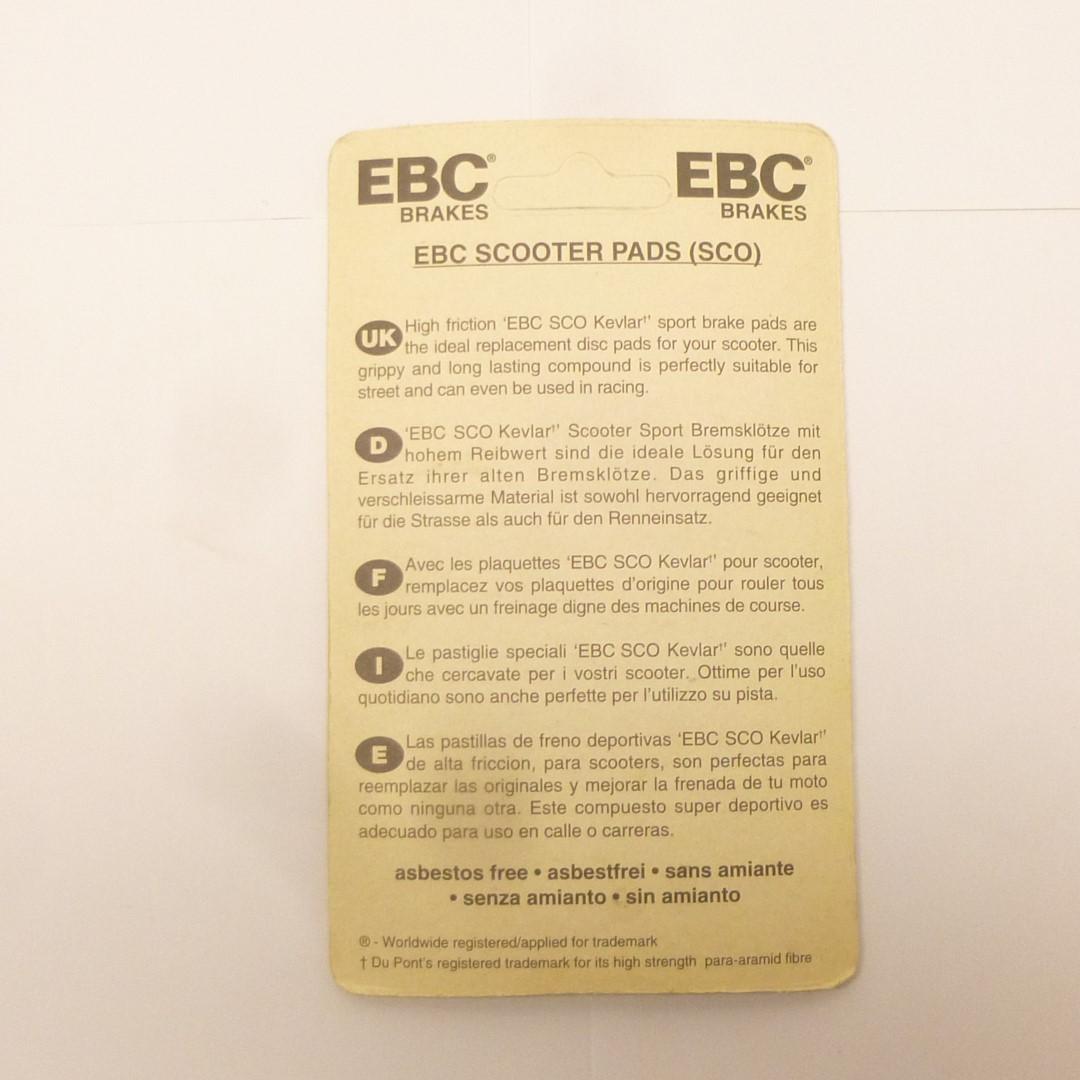 EBC® EBC®
BRAKES BRAKES
EBC SCOOTER PADS (SCO)
UK High friction ‘EBC SCO Kevlar†’ sport brake pads are
the ideal replacement disc pads for your scooter. This
grippy and long lasting compound is perfectly suitable for
street and can even be used in racing.
D ‘EBC SCO Kevlar†’ Scooter Sport Bremsklötze mit
hohem Reibwert sind die ideale Lösung für den
Ersatz ihrer alten Bremsklötze. Das griffige und
verschleissarme Material ist sowohl hervorragend geeignet
für die Strasse als auch für den Renneinsatz.
F Avec les plaquettes ‘EBC SCO Kevlar†’ pour scooter,
remplacez vos plaquettes d’origine pour rouler tous
les jours avec un freinage digne des machines de course.
I Le pastiglie speciali ‘EBC SCO Kevlar†’ sono quelle
che cercavate per i vostri scooter. Ottime per l’uso
quotidiano sono anche perfette per l’utilizzo su pista.
E Las pastillas de freno deportivas ‘EBC SCO Kevlar†’
de alta friccion, para scooters, son perfectas para
reemplazar las originales y mejorar la frenada de tu moto
como ninguna otra. Este compuesto super deportivo es
adecuado para uso en calle o carreras.
asbestos free • asbestfrei • sans amiante
• senza amianto • sin amianto
® - Worldwide registered/applied for trademark
† Du Pont's registered trademark for its high strength para-aramid fibre